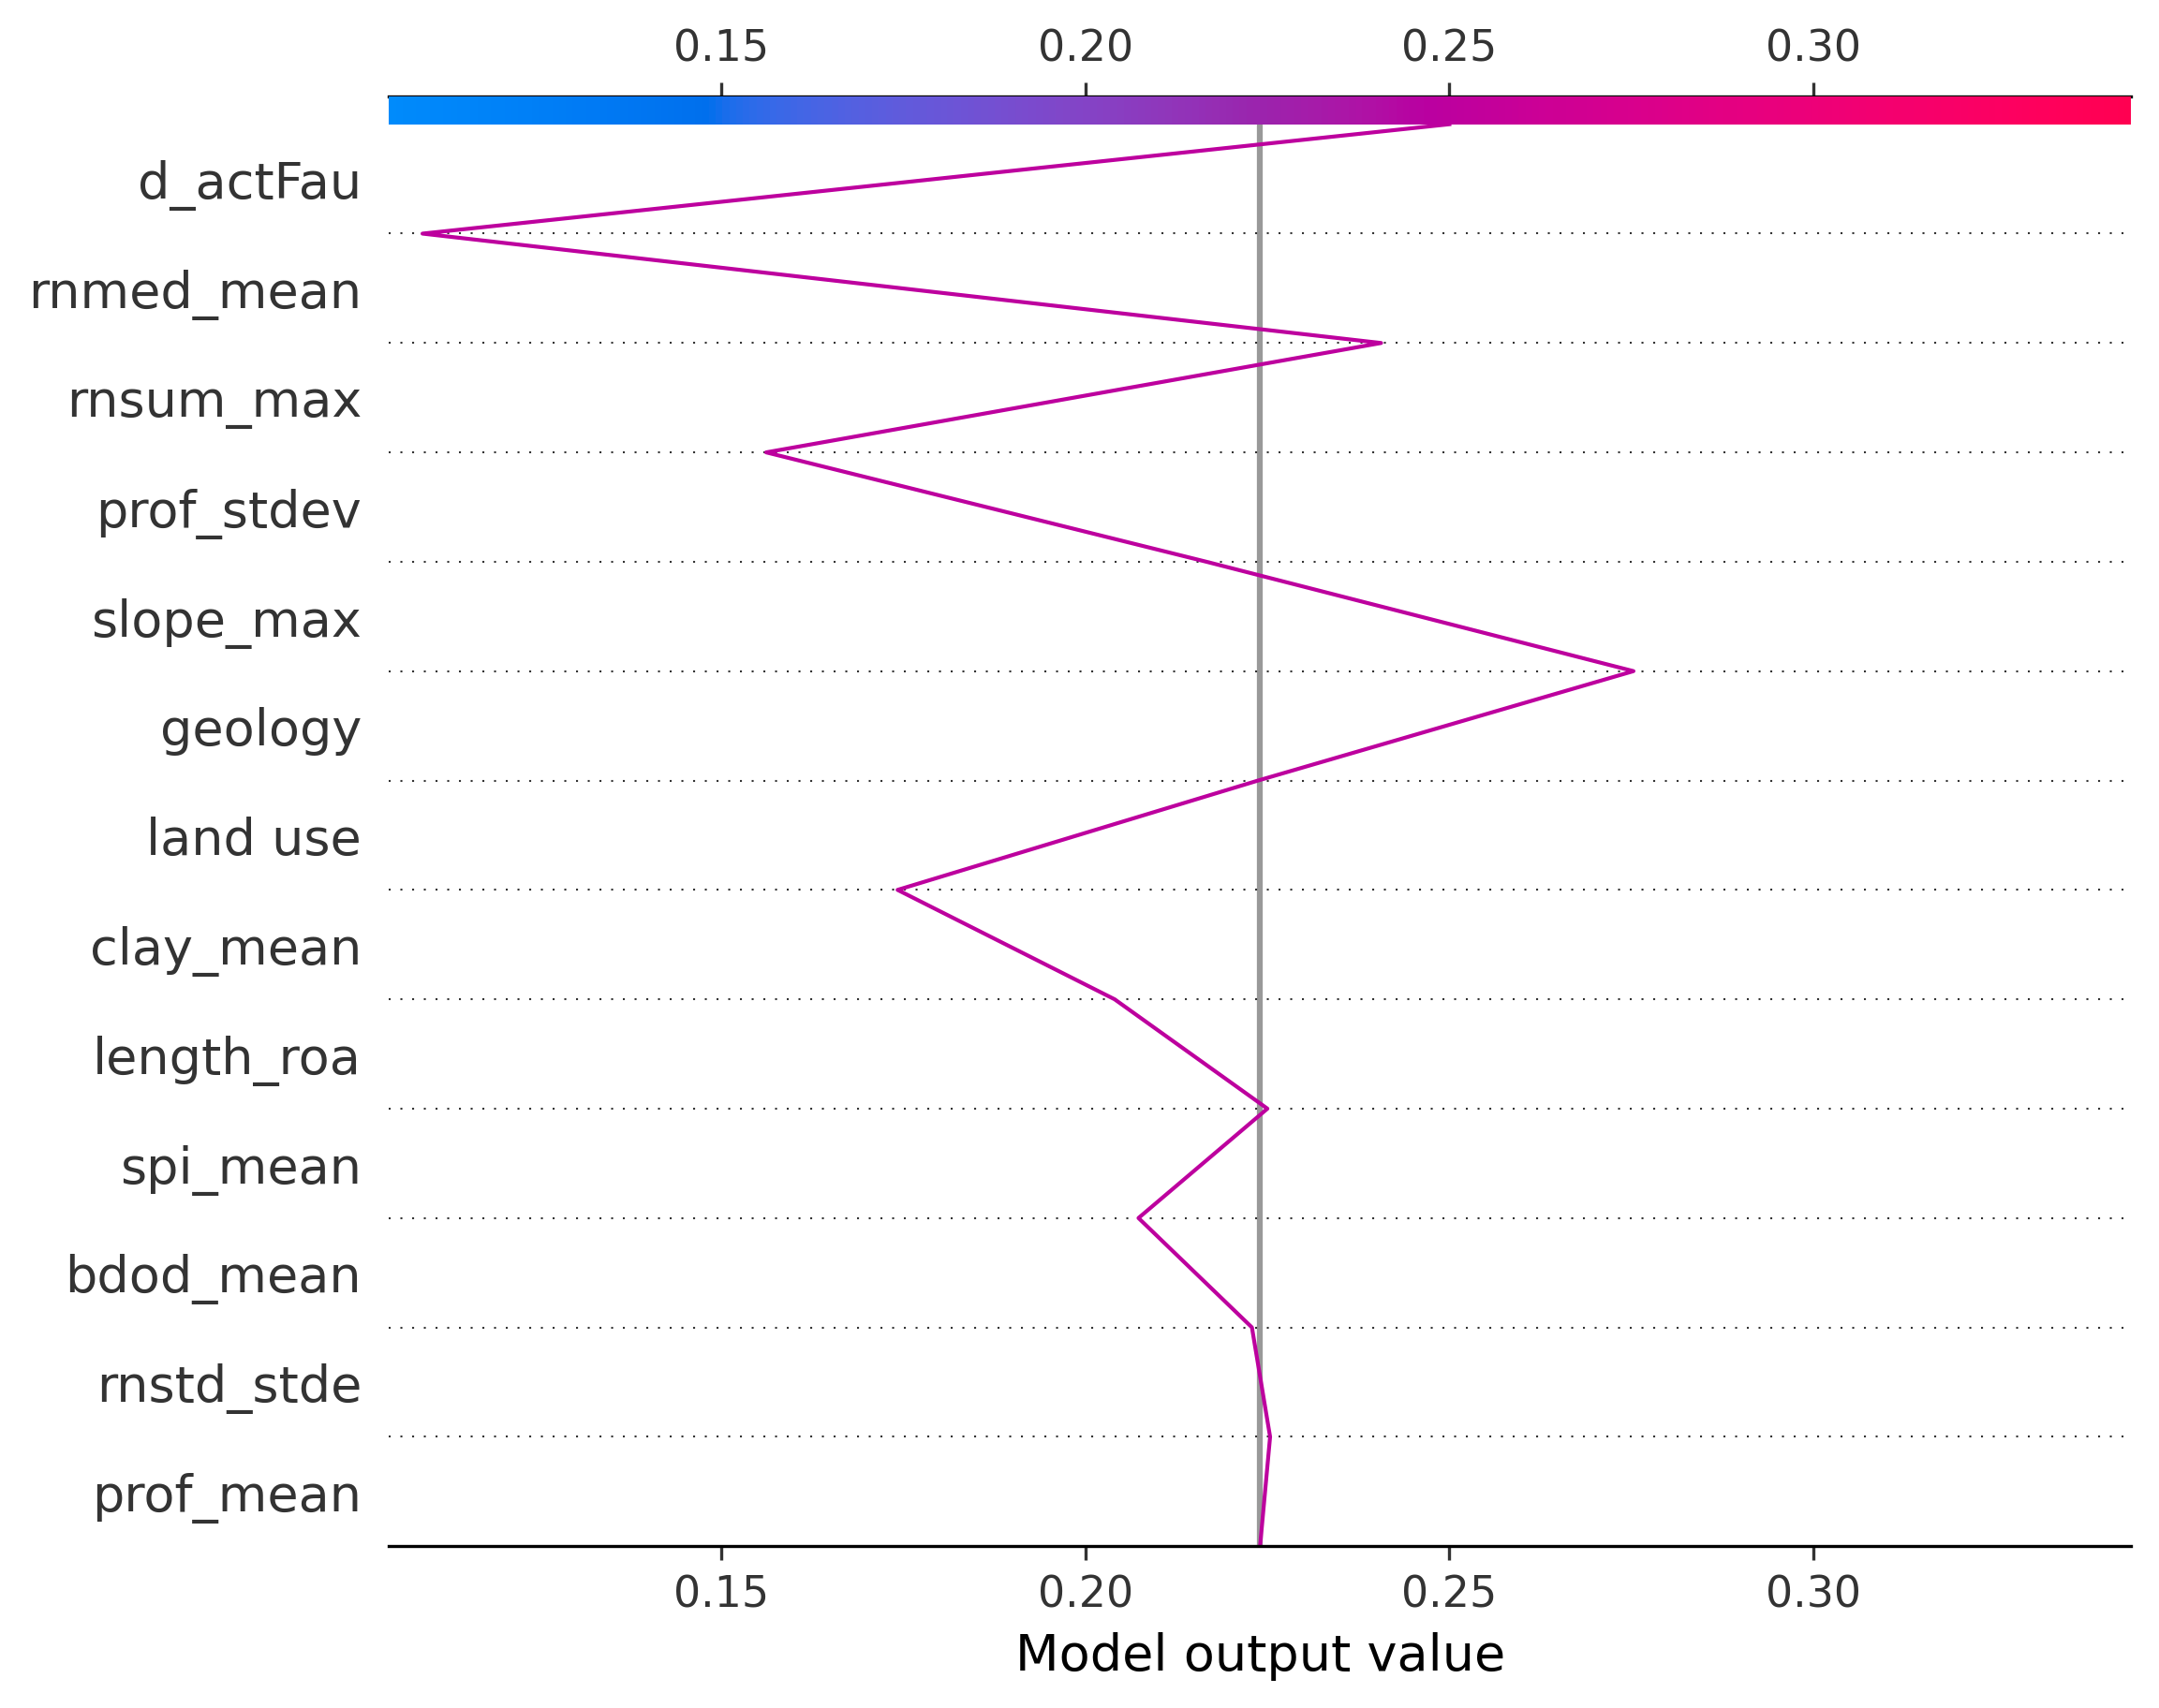 0.15 0.20 0.25 0.30
d_actFau
rnmed_mean
rnsum_max
prof_stdev
slope_max
geology
land use
clay_mean
length_roa
spi_mean
bdod_mean
rnstd_stde
prof_mean
0.15 0.20 0.25 0.30
Model output value